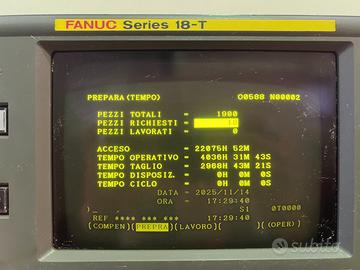 FANUC Series 18-T
PREPARA(TEMPO) O0588 N00002
PEZZI TOTALI = 1900
PEZZI RICHIESTI = 10
PEZZI LAVORATI = 0
ACCESO = 22075H 52M
TEMPO OPERATIVO = 4036H 31M 43S
TEMPO TAGLIO = 2968H 43M 21S
TEMPO DISPOSIZ. = 0H 0M 0S
TEMPO CICLO = 0H 0M 0S
DATA = 2025/11/14
ORA = 17:29:40
)_ S1 0T0000
REF **** *** *** 17:29:40
(COMPEN)(PREPRA)(LAVORO)( )(OPER)
subito